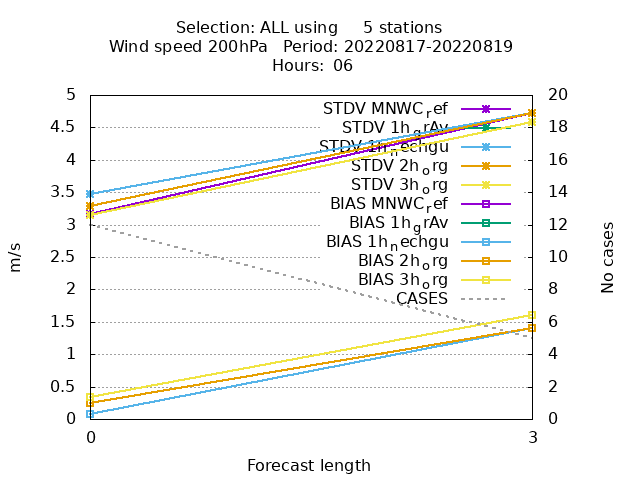 Selection: ALL using 5 stations
Wind speed 200hPa Period: 20220817-20220819
Hours: 06
5
4.5
4
3.5
3
2.5
2
1.5
1
0.5
0
20
18
16
14
12
10
8
6
4
2
0
m/s
No cases
STDV MNWC_ref
STDV 1h_grAv
STDV 1h_nechgu
STDV 2h_org
STDV 3h_org
BIAS MNWC_ref
BIAS 1h_grAv
BIAS 1h_nechgu
BIAS 2h_org
BIAS 3h_org
CASES
0 3
Forecast length